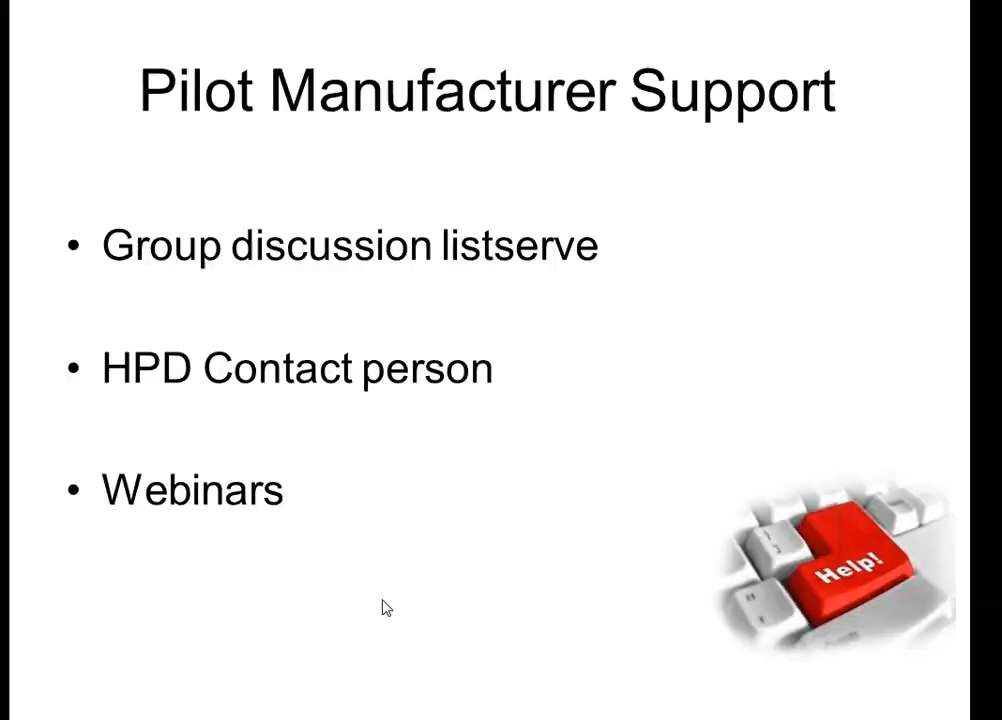 Pilot Manufacturer Support
• Group discussion listserve
• HPD Contact person
• Webinars
Help!